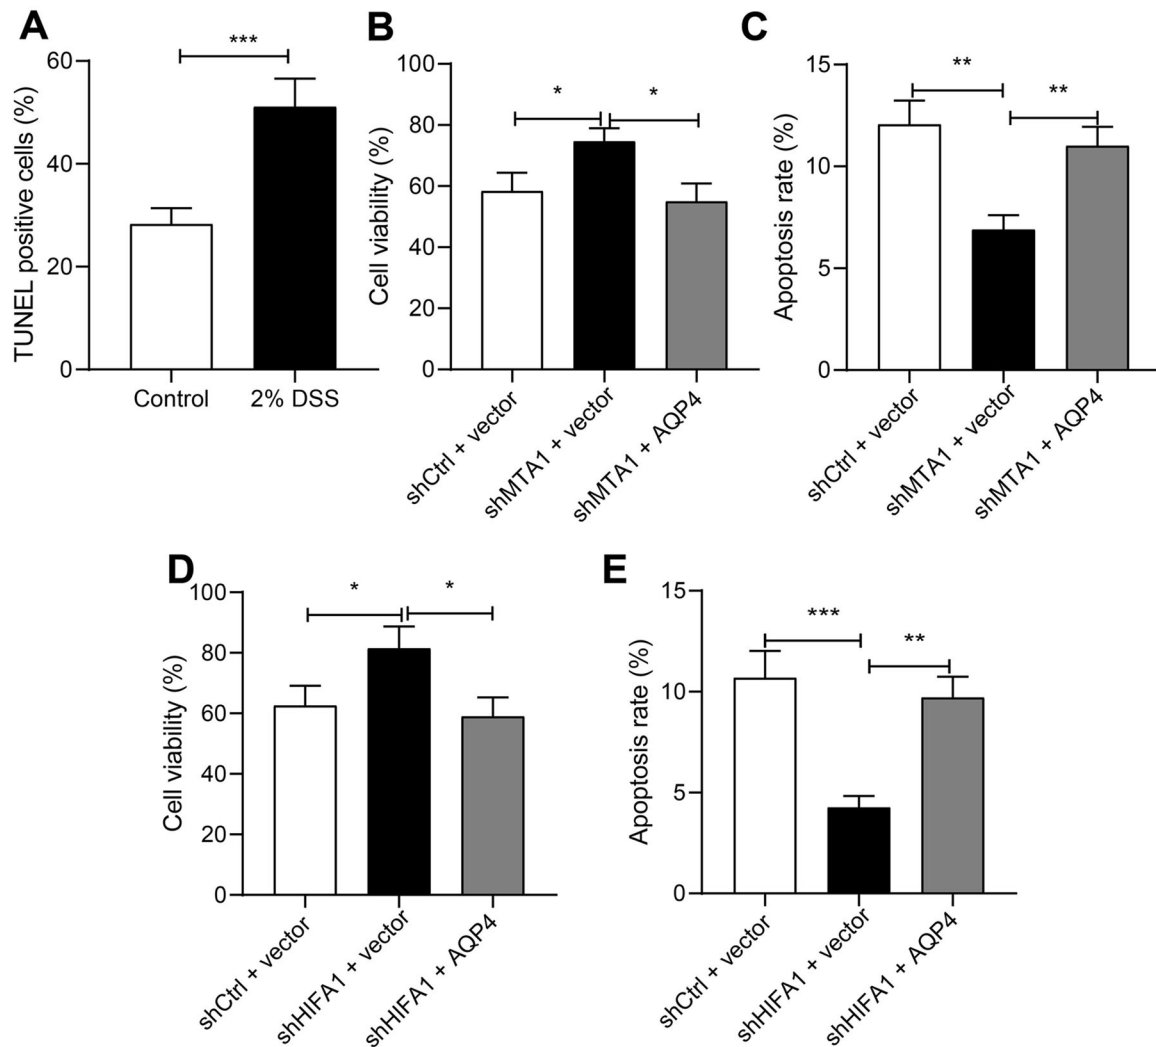 A
TUNEL positive cells (%)
60
40
20
0
***
Control
2% DSS
B
Cell viability (%)
100
80
60
40
20
0
*
*
shCtrl + vector
shMTA1 + vector
shMTA1 + AQP4
C
Apoptosis rate (%)
15
10
5
0
**
**
shCtrl + vector
shMTA1 + vector
shMTA1 + AQP4
D
Cell viability (%)
100
80
60
40
20
0
*
*
shCtrl + vector
shHIFA1 + vector
shHIFA1 + AQP4
E
Apoptosis rate (%)
15
10
5
0
***
**
shCtrl + vector
shHIFA1 + vector
shHIFA1 + AQP4